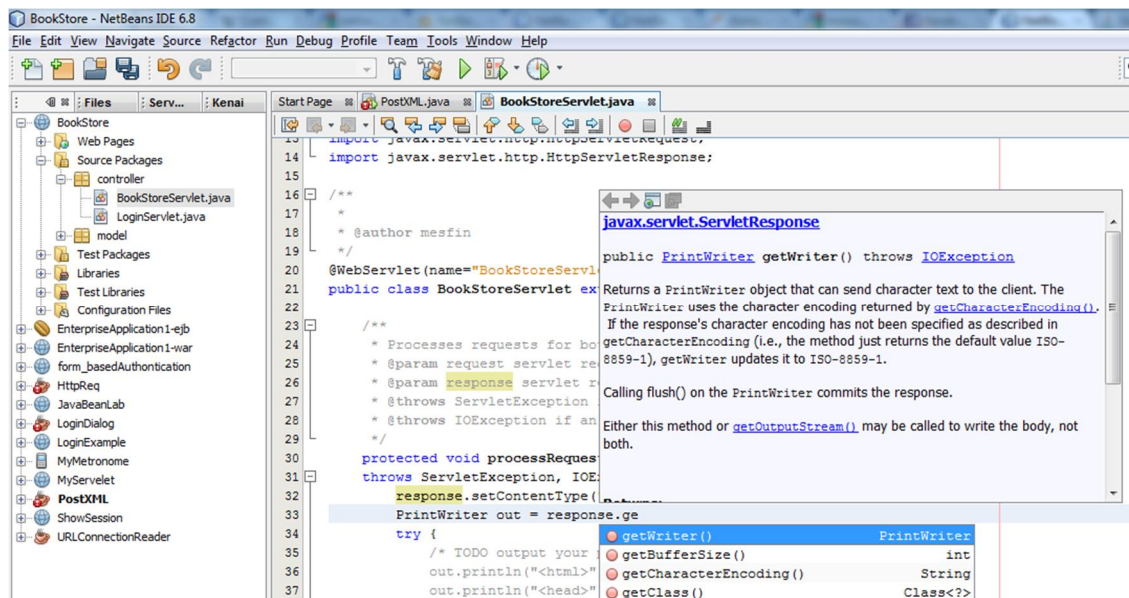 BookStore - NetBeans IDE 6.8
File Edit View Navigate Source Refactor Run Debug Profile Team Tools Window Help
Files Serv... Kenai
Start Page PostXML.java BookStoreServlet.java
BookStore
Web Pages
Source Packages
controller
BookStoreServlet.java
LoginServlet.java
model
Test Packages
Libraries
Test Libraries
Configuration Files
EnterpriseApplication1-ejb
EnterpriseApplication1-war
form_basedAuthontication
HttpReq
JavaBeanLab
LoginDialog
LoginExample
MyMetronome
MyServelet
PostXML
ShowSession
URLConnectionReader
13 import javax.servlet.http.HttpServletRequest;
14 import javax.servlet.http.HttpServletResponse;
15
16 /**
17 *
18 * @author mesfin
19 */
20 @WebServlet(name="BookStoreServl
21 public class BookStoreServlet ext
22
23 /**
24 * Processes requests for bo
25 * @param request servlet re
26 * @param response servlet r
27 * @throws ServletException
28 * @throws IOException if an
29 */
30 protected void processReques
31 throws ServletException, IOE
32 response.setContentType(
33 PrintWriter out = response.ge
34 try {
35 /* TODO output your
36 out.println("<html>"
37 out.println("<head>"
javax.servlet.ServletResponse
public PrintWriter getWriter() throws IOException
Returns a PrintWriter object that can send character text to the client. The
PrintWriter uses the character encoding returned by getCharacterEncoding().
If the response's character encoding has not been specified as described in
getCharacterEncoding (i.e., the method just returns the default value ISO-
8859-1), getWriter updates it to ISO-8859-1.
Calling flush() on the PrintWriter commits the response.
Either this method or getOutputStream() may be called to write the body, not
both.
Returns:
getWriter() PrintWriter
getBufferSize() int
getCharacterEncoding() String
getClass() Class<?>